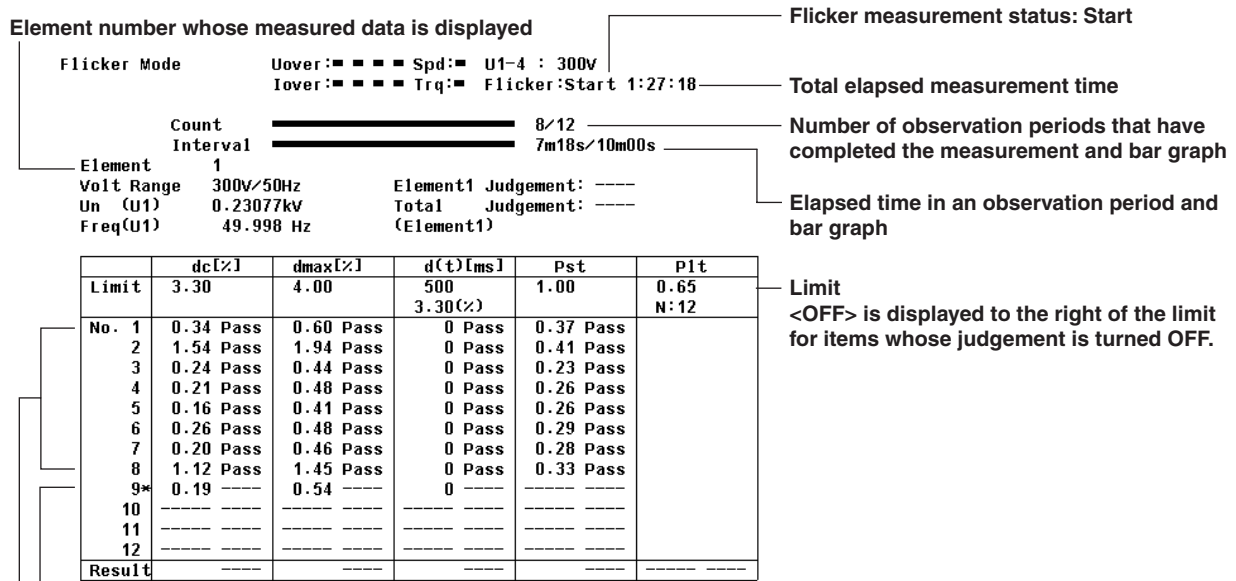 Flicker measurement status: Start
Element number whose measured data is displayed
Flicker Mode Uover: Spd: U1-4 : 300V
Iover: Trq: Flicker:Start 1:27:18
Total elapsed measurement time
Count 8/12
Number of observation periods that have
completed the measurement and bar graph
Interval 7m18s/10m00s
Element 1
Volt Range 300V/50Hz Element1 Judgement: ----
Un (U1) 0.23077kV Total Judgement: ----
Freq(U1) 49.998 Hz (Element1)
Elapsed time in an observation period and
bar graph
dc[%] dmax[%] d(t)[ms] Pst Plt
Limit 3.30 4.00 500 1.00 0.65
3.30(%) N:12
Limit
<OFF> is displayed to the right of the limit
for items whose judgement is turned OFF.
No. 1 0.34 Pass 0.60 Pass 0 Pass 0.37 Pass
2 1.54 Pass 1.94 Pass 0 Pass 0.41 Pass
3 0.24 Pass 0.44 Pass 0 Pass 0.23 Pass
4 0.21 Pass 0.48 Pass 0 Pass 0.26 Pass
5 0.16 Pass 0.41 Pass 0 Pass 0.26 Pass
6 0.26 Pass 0.48 Pass 0 Pass 0.29 Pass
7 0.20 Pass 0.46 Pass 0 Pass 0.28 Pass
8 1.12 Pass 1.45 Pass 0 Pass 0.33 Pass
9* 0.19 ---- 0.54 ---- 0 ---- ----- ----
10 ----- ---- ----- ---- ----- ---- ----- ----
11 ----- ---- ----- ---- ----- ---- ----- ----
12 ----- ---- ----- ---- ----- ---- ----- ----
Result ---- ---- ---- ---- ----- ----